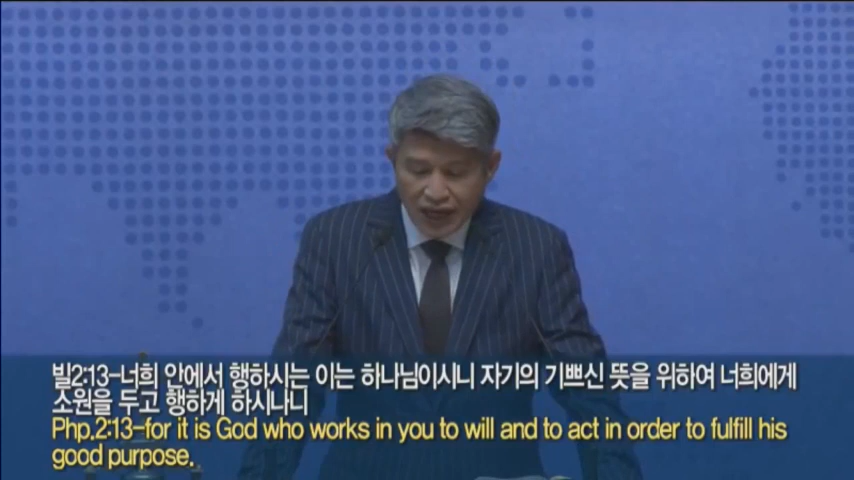 빌2:13-너희 안에서 행하시는 이는 하나님이시니 자기의 기쁘신 뜻을 위하여 너희에게
소원을 두고 행하게 하시나니
Php.2:13-for it is God who works in you to will and to act in order to fulfill his
good purpose.